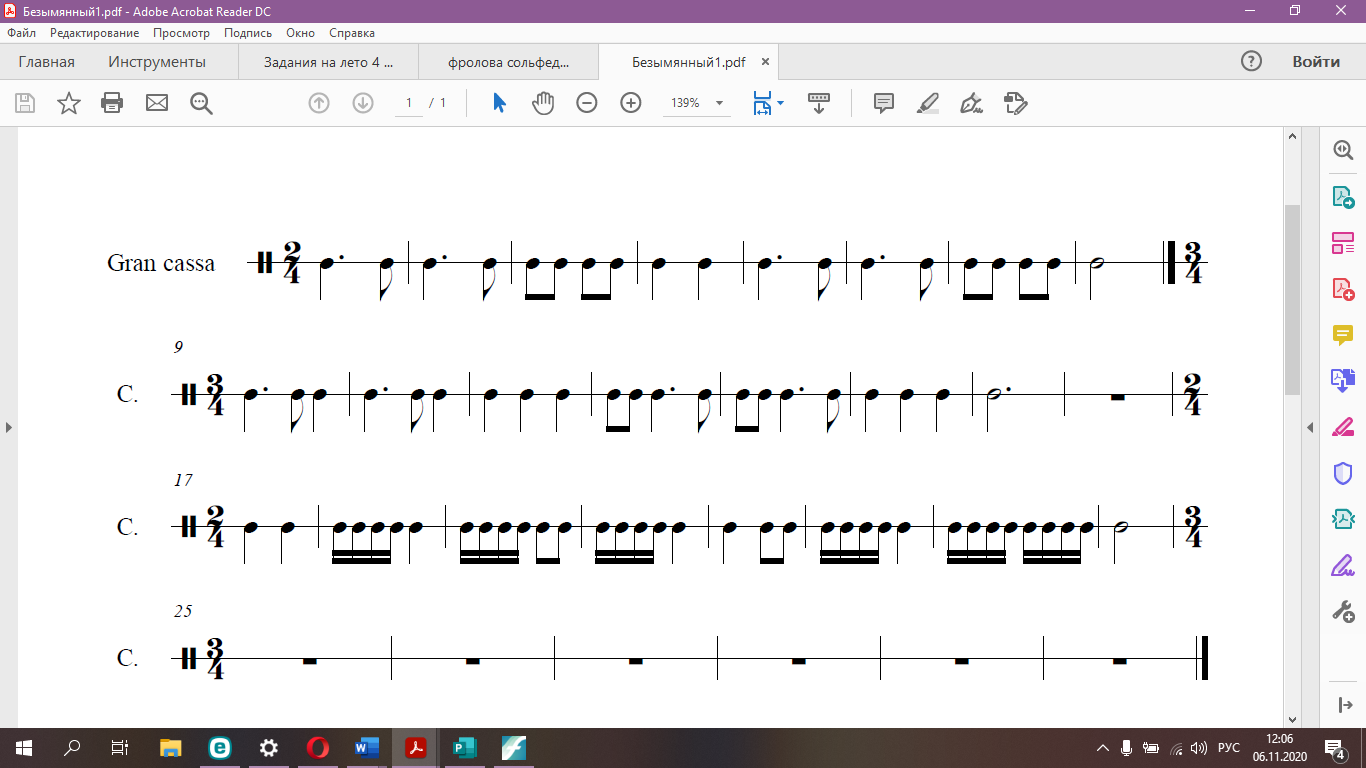 Безымянный1.pdf - Adobe Acrobat Reader DC
Файл Редактирование Просмотр Подпись Окно Справка
Главная Инструменты Задания на лето 4 ... фролова сольфед... Безымянный1.pdf × ? Войти
1 / 1 139%
Gran cassa 2 4 3 4
9
C. 3 4 2 4
17
C. 2 4 3 4
25
C. 3 4
РУС 12:06
06.11.2020 4